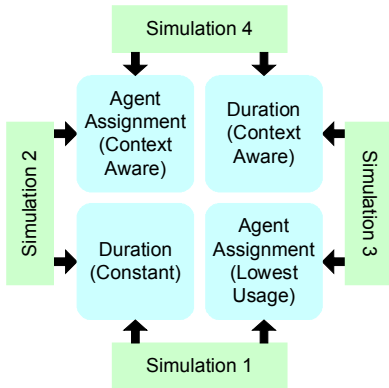 Simulation 4
Agent
Assignment
(Context
Aware)
Duration
(Context
Aware)
Simulation 2
Simulation 3
Duration
(Constant)
Agent
Assignment
(Lowest
Usage)
Simulation 1